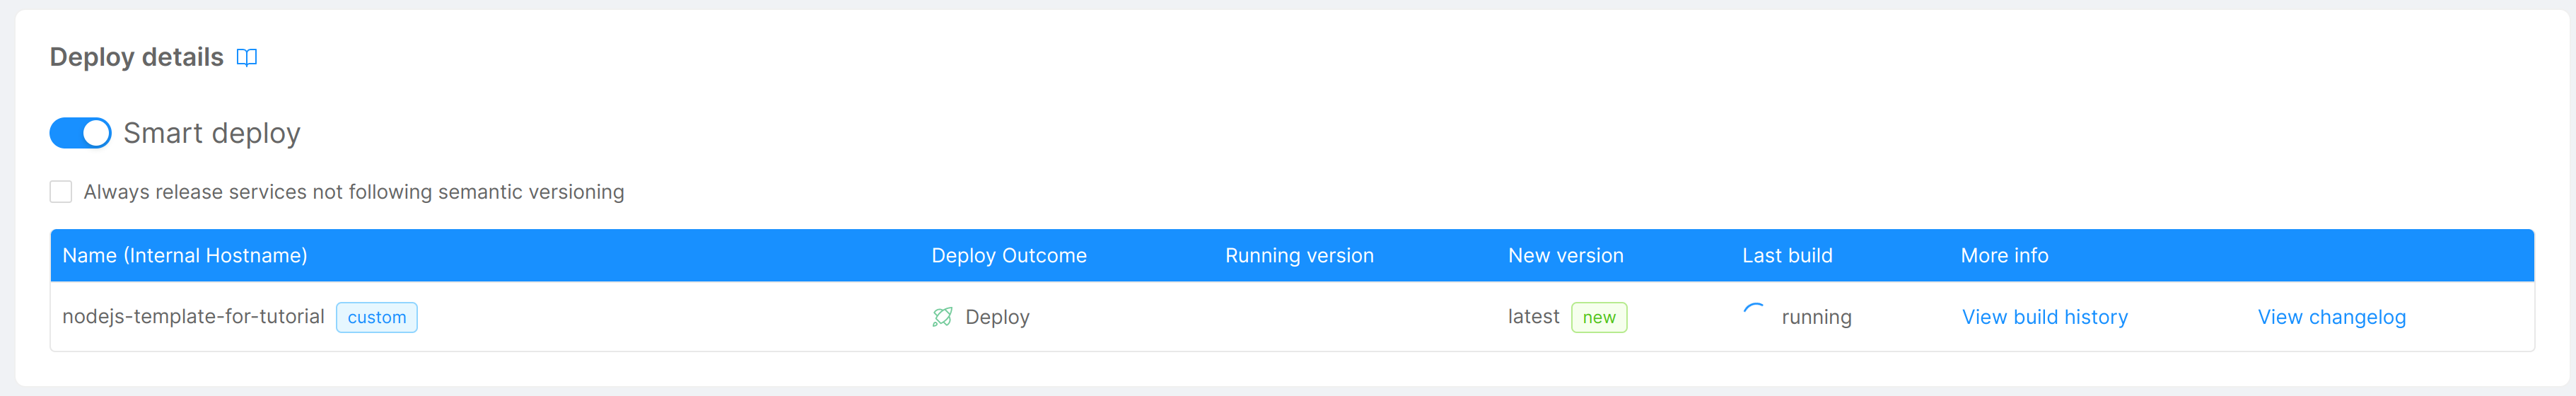 Deploy details
Smart deploy
Always release services not following semantic versioning
Name (Internal Hostname) Deploy Outcome Running version New version Last build More info
nodejs-template-for-tutorial custom Deploy latest new running View build history View changelog